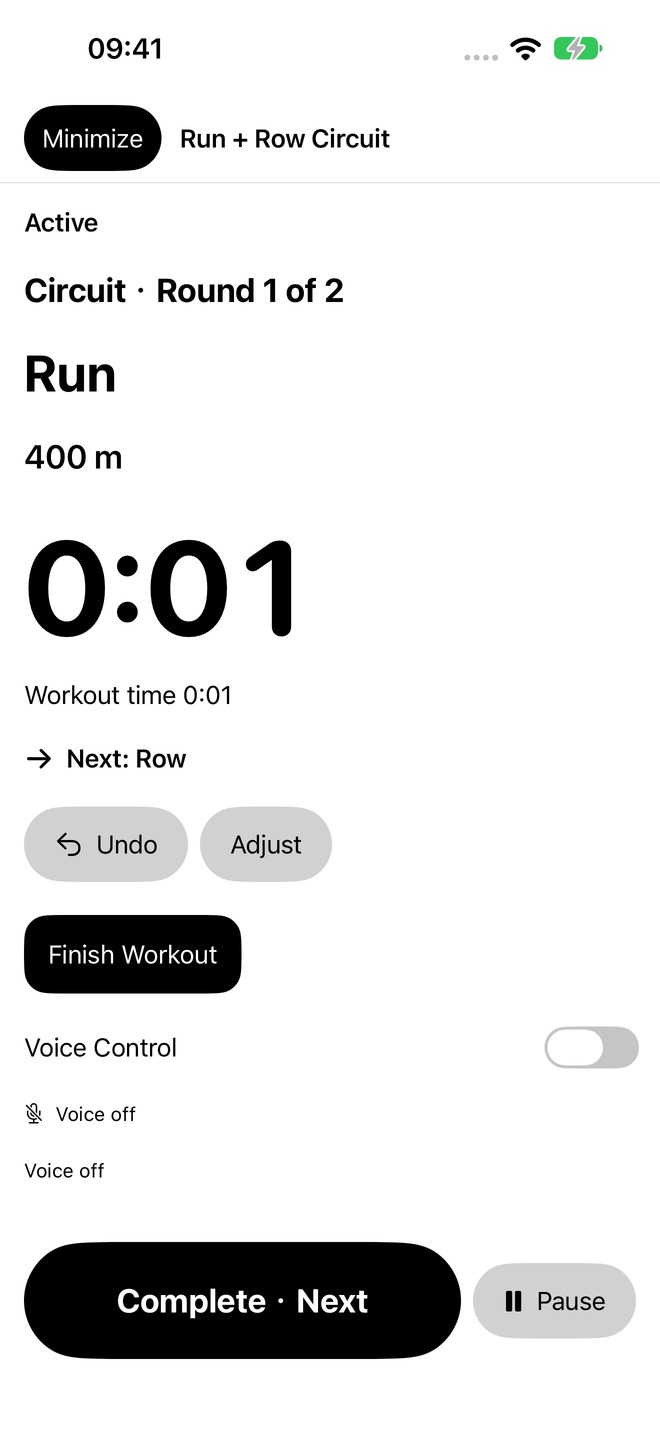 09:41
Minimize Run + Row Circuit
Active
Circuit · Round 1 of 2
Run
400 m
0:01
Workout time 0:01
→ Next: Row
Undo Adjust
Finish Workout
Voice Control
Voice off
Voice off
Complete · Next Pause